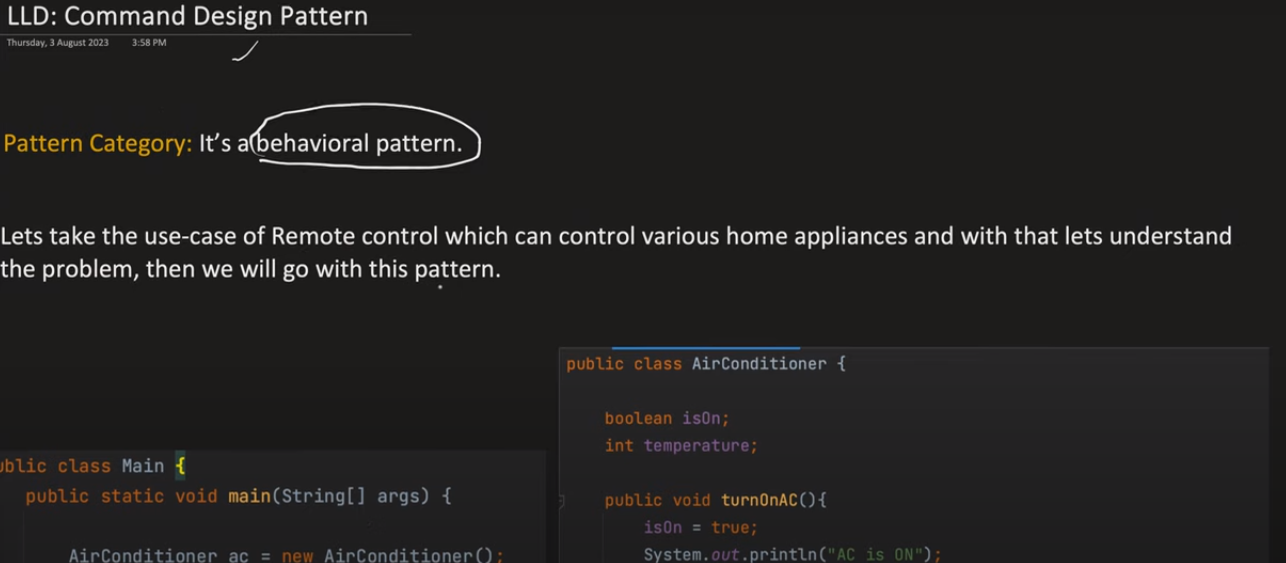 LLD: Command Design Pattern
Thursday, 3 August 2023 3:58 PM
Pattern Category: It's a behavioral pattern.
Lets take the use-case of Remote control which can control various home appliances and with that lets understand
the problem, then we will go with this pattern.
ublic class Main {
public static void main(String[] args) {
AirConditioner ac = new AirConditioner();
public class AirConditioner {
boolean isOn;
int temperature;
public void turnOnAC(){
isOn = true;
System.out.println("AC is ON");